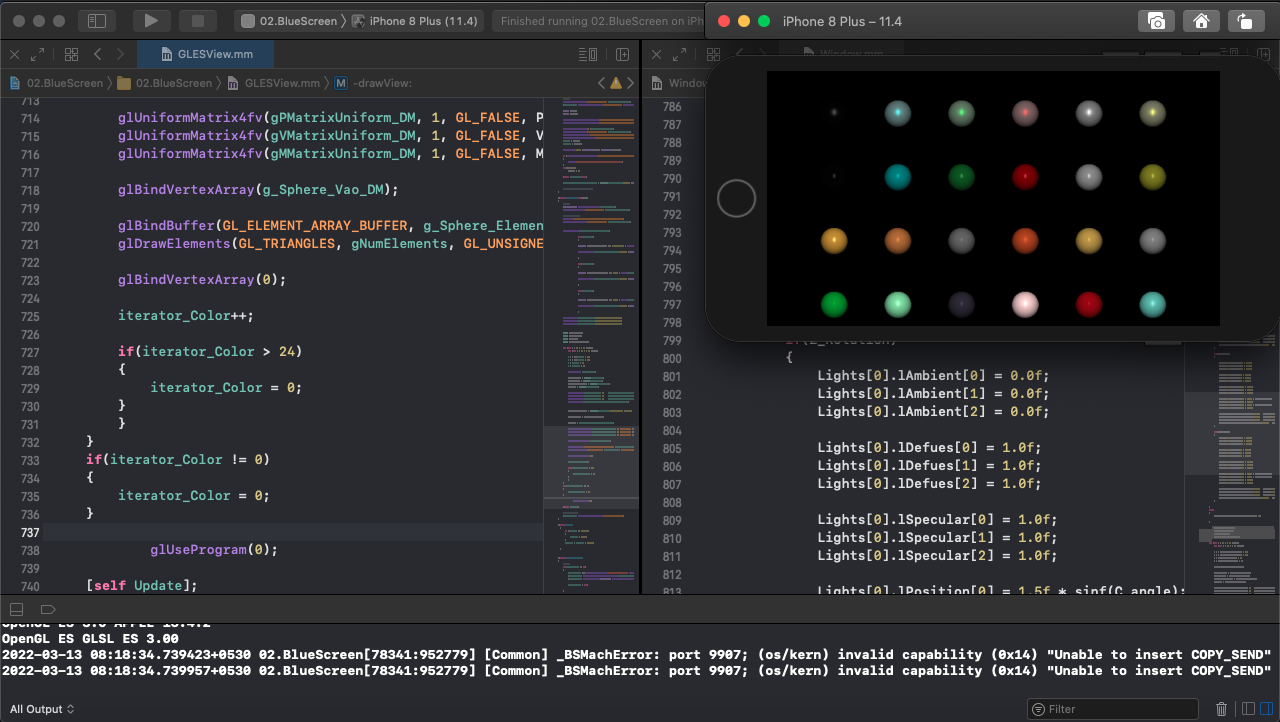 02.BlueScreen
iPhone 8 Plus (11.4)
Finished running 02.BlueScreen on iPh
iPhone 8 Plus – 11.4
GLESView.mm
Window.mm
02.BlueScreen
02.BlueScreen
GLESView.mm
M -drawView:
Window
713
714 glUniformMatrix4fv(gPMatrixUniform_DM, 1, GL_FALSE, P
715 glUniformMatrix4fv(gVMatrixUniform_DM, 1, GL_FALSE, V
716 glUniformMatrix4fv(gMMatrixUniform_DM, 1, GL_FALSE, M
717
718 glBindVertexArray(g_Sphere_Vao_DM);
719
720 glBindBuffer(GL_ELEMENT_ARRAY_BUFFER, g_Sphere_Elemen
721 glDrawElements(GL_TRIANGLES, gNumElements, GL_UNSIGNE
722
723 glBindVertexArray(0);
724
725 iterator_Color++;
726
727 if(iterator_Color > 24)
728 {
729 iterator_Color = 0;
730 }
731 }
732 }
733 if(iterator_Color != 0)
734 {
735 iterator_Color = 0;
736 }
737
738 glUseProgram(0);
739
740 [self Update];
786
787
788
789
790
791
792
793
794
795
796
797
798
799 if(Z_Rotation)
800 {
801 Lights[0].lAmbient[0] = 0.0f;
802 Lights[0].lAmbient[1] = 0.0f;
803 Lights[0].lAmbient[2] = 0.0f;
804
805 Lights[0].lDefues[0] = 1.0f;
806 Lights[0].lDefues[1] = 1.0f;
807 Lights[0].lDefues[2] = 1.0f;
808
809 Lights[0].lSpecular[0] = 1.0f;
810 Lights[0].lSpecular[1] = 1.0f;
811 Lights[0].lSpecular[2] = 1.0f;
812
813 Lights[0].lPosition[0] = 1.5f * sinf(C_angle);
OpenGL ES 3.0 APPLE
OpenGL ES GLSL ES 3.00
2022-03-13 08:18:34.739423+0530 02.BlueScreen[78341:952779] [Common] _BSMachError: port 9907; (os/kern) invalid capability (0x14) "Unable to insert COPY_SEND"
2022-03-13 08:18:34.739957+0530 02.BlueScreen[78341:952779] [Common] _BSMachError: port 9907; (os/kern) invalid capability (0x14) "Unable to insert COPY_SEND"
All Output
Filter